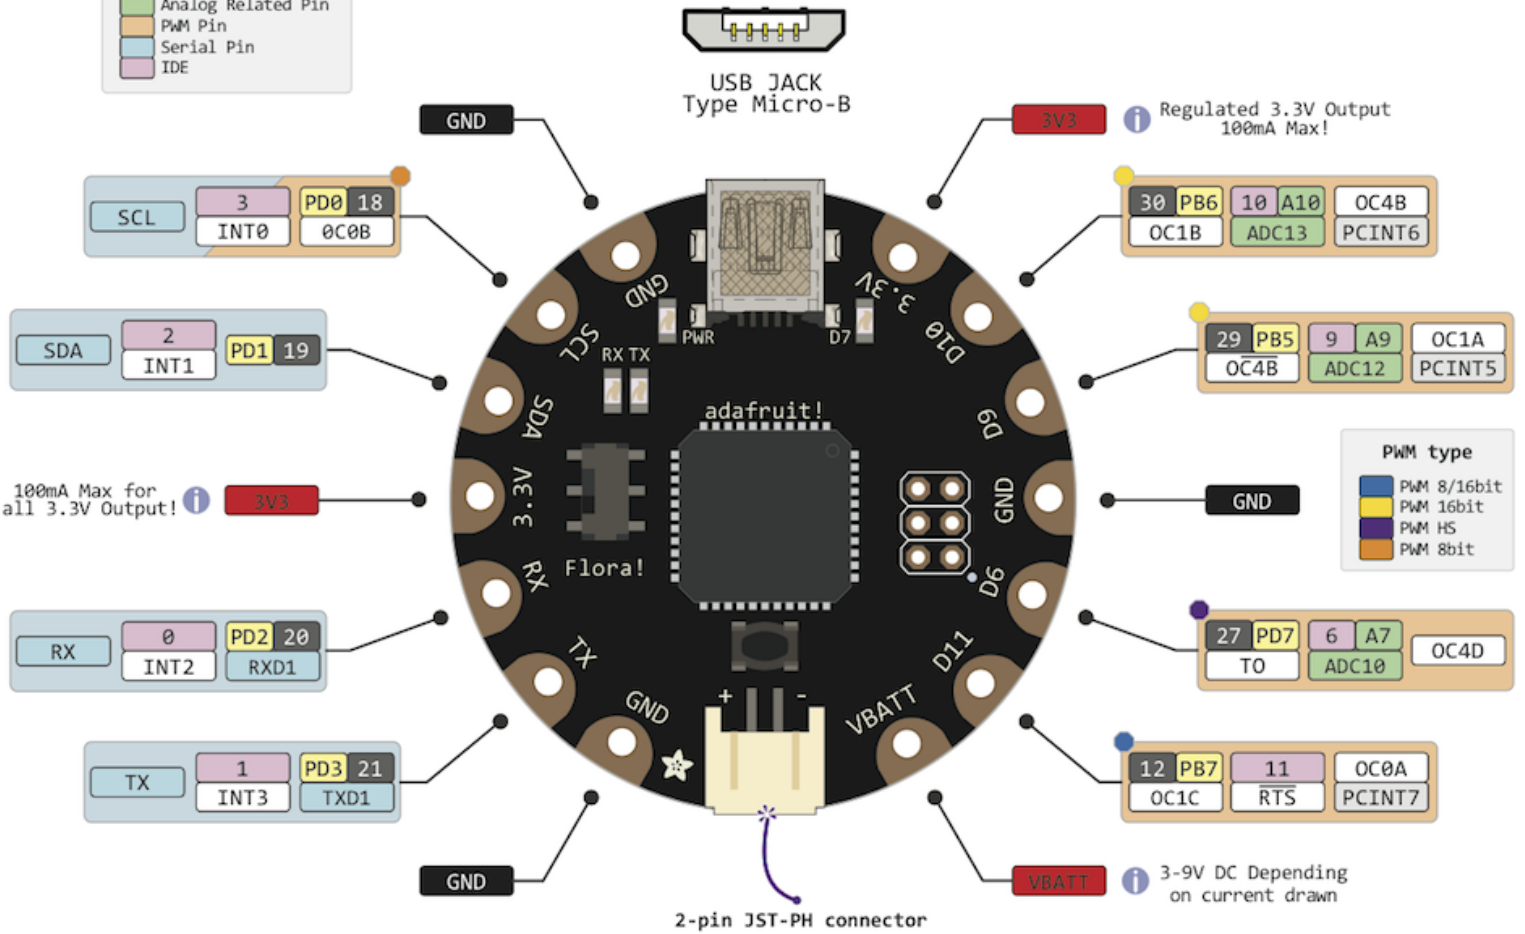 Analog Related Pin
PWM Pin
Serial Pin
IDE
USB JACK
Type Micro-B
GND
3V3
Regulated 3.3V Output
100mA Max!
SCL
3
INT0
PD0 18
0C0B
30 PB6
OC1B
10 A10
ADC13
OC4B
PCINT6
SDA
2
INT1
PD1 19
29 PB5
OC4B
9 A9
ADC12
OC1A
PCINT5
100mA Max for
all 3.3V Output!
3V3
GND
PWM type
PWM 8/16bit
PWM 16bit
PWM HS
PWM 8bit
RX
0
INT2
PD2 20
RXD1
27 PD7
TO
6 A7
ADC10
OC4D
TX
1
INT3
PD3 21
TXD1
12 PB7
OC1C
11
RTS
OC0A
PCINT7
GND
VBATT
3-9V DC Depending
on current drawn
GND
3.3V
SCL
D10
PWR
D7
RX TX
SDA
adafruit!
D9
3.3V
GND
Flora!
RX
D6
TX
D11
GND
+ -
VBATT
2-pin JST-PH connector